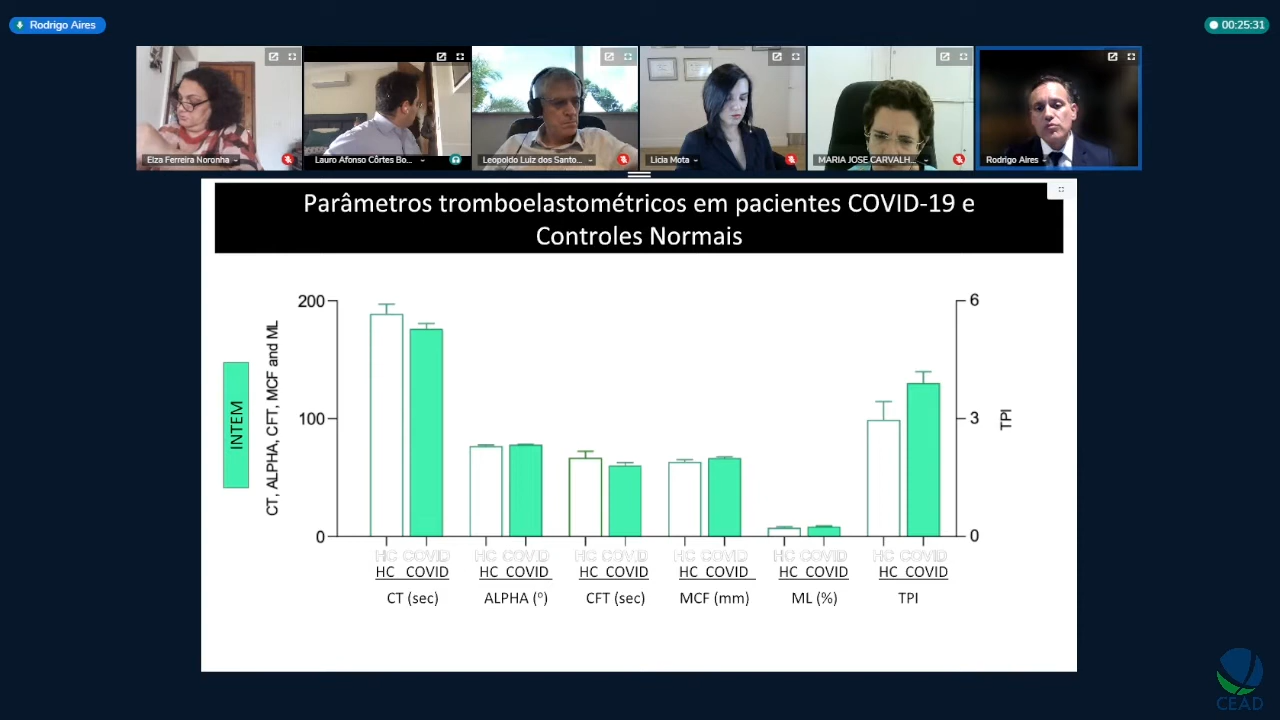 Rodrigo Aires
00:25:31
Elza Ferreira Noronha
Lauro Afonso Côrtes Bo...
Leopoldo Luiz dos Santo...
Licia Mota
MARIA JOSE CARVALH...
Rodrigo Aires
Parâmetros tromboelastométricos em pacientes COVID-19 e
Controles Normais
INTEM
CT, ALPHA, CFT, MCF and ML
200
100
0
6
3
0
TPI
HC COVID HC COVID HC COVID HC COVID HC COVID HC COVID
HC COVID HC COVID HC COVID HC COVID HC COVID HC COVID
CT (sec) ALPHA (º) CFT (sec) MCF (mm) ML (%) TPI
CEAD